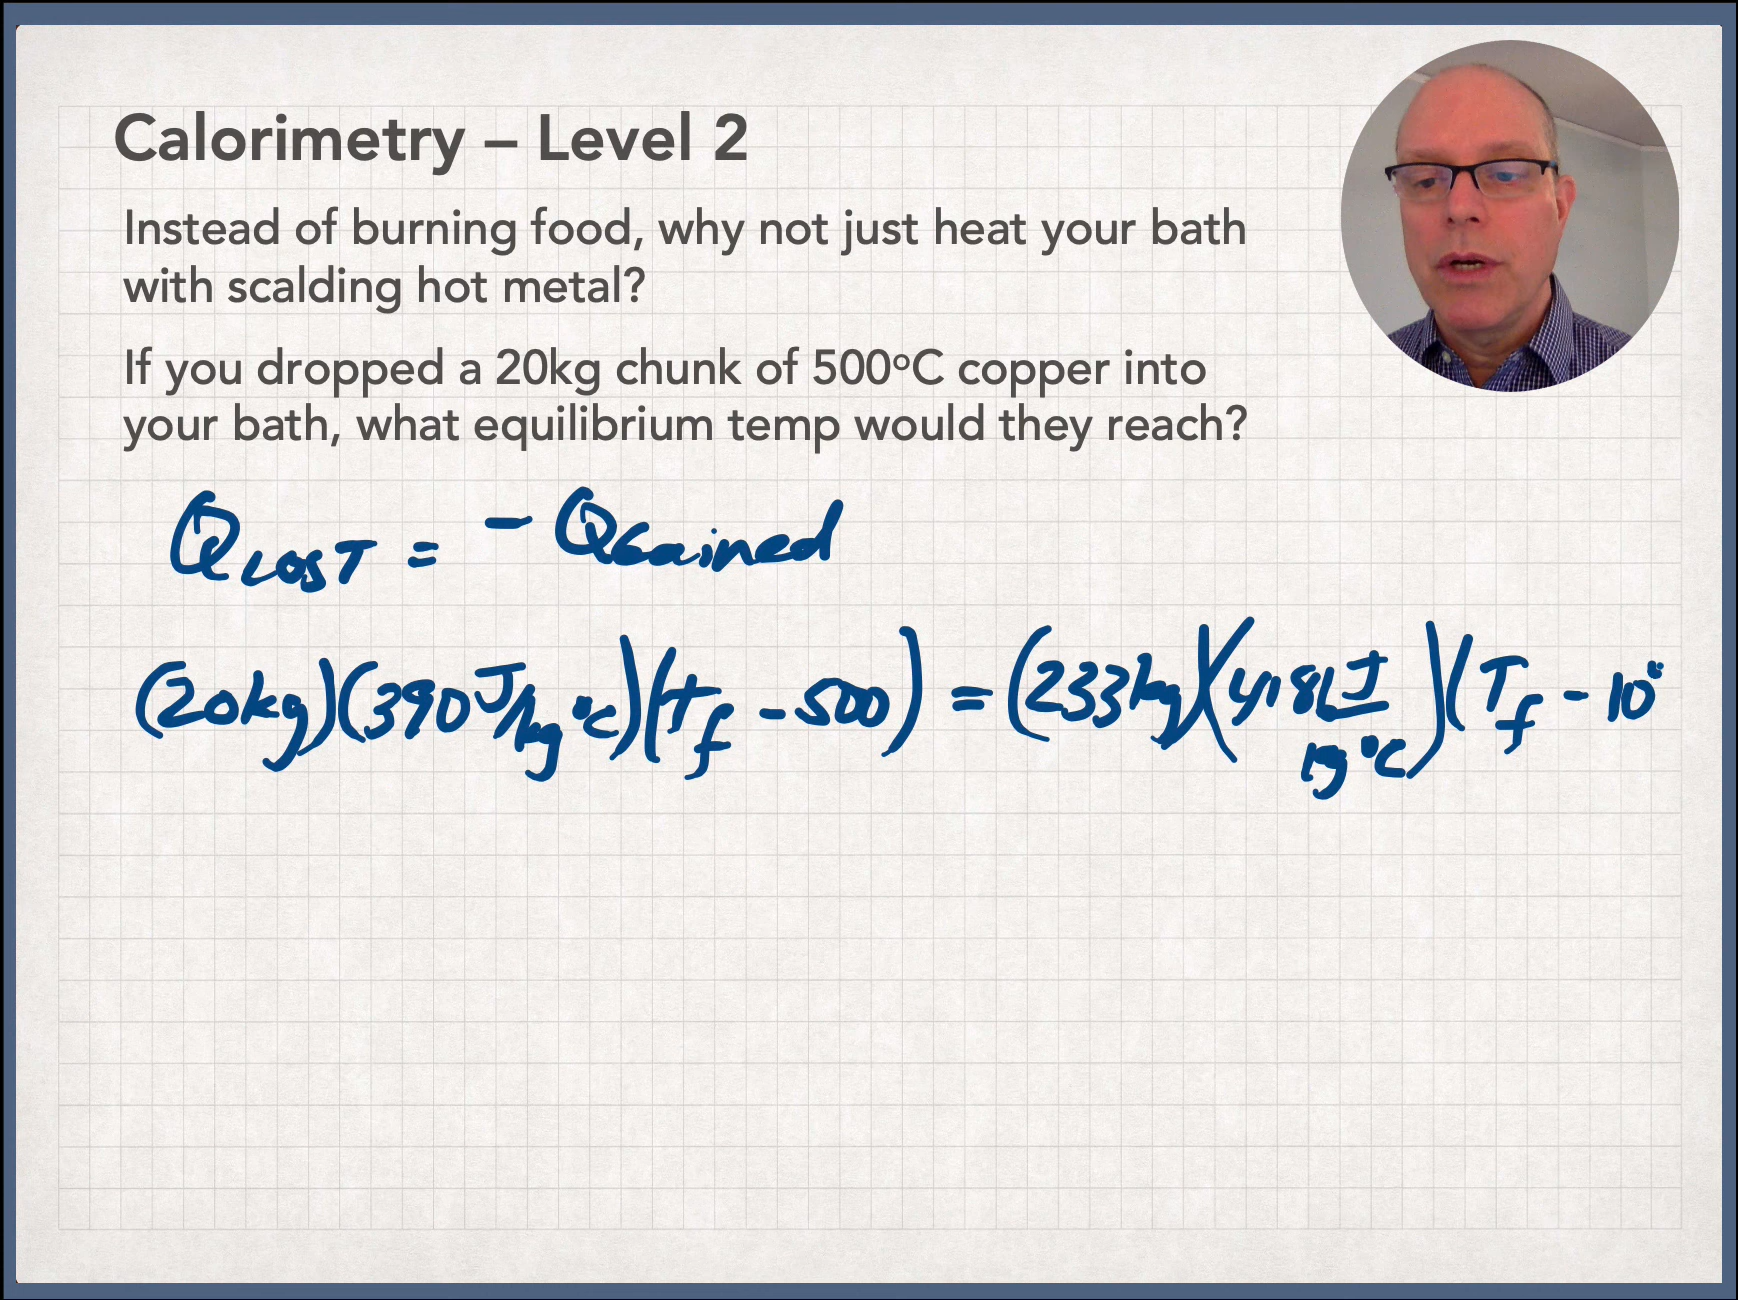 Calorimetry – Level 2
Instead of burning food, why not just heat your bath
with scalding hot metal?
If you dropped a 20kg chunk of 500°C copper into
your bath, what equilibrium temp would they reach?
Q LOST = - Q Gained
(20kg)(390 J/kg°C)(Tf - 500) = (233kg)(4186 J/kg°C)(Tf - 10°